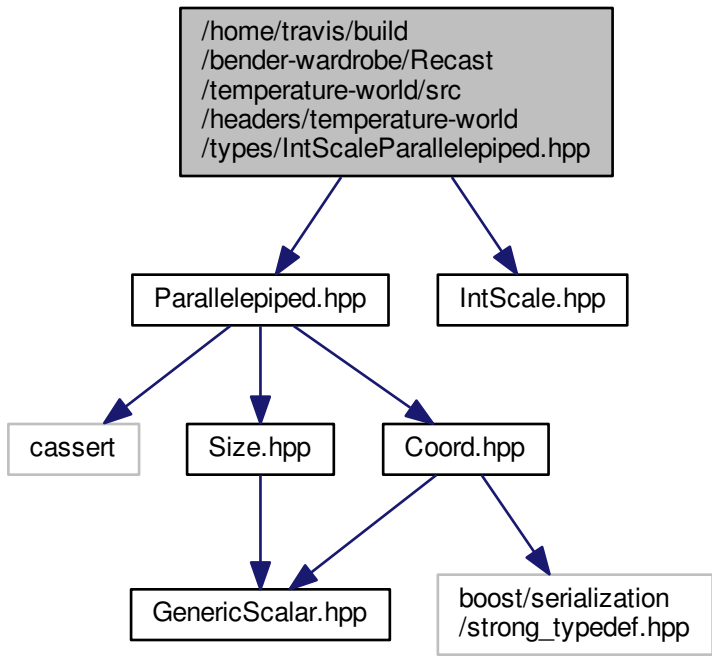 /home/travis/build
/bender-wardrobe/Recast
/temperature-world/src
/headers/temperature-world
/types/IntScaleParallelepiped.hpp
Parallelepiped.hpp
IntScale.hpp
cassert
Size.hpp
Coord.hpp
GenericScalar.hpp
boost/serialization
/strong_typedef.hpp